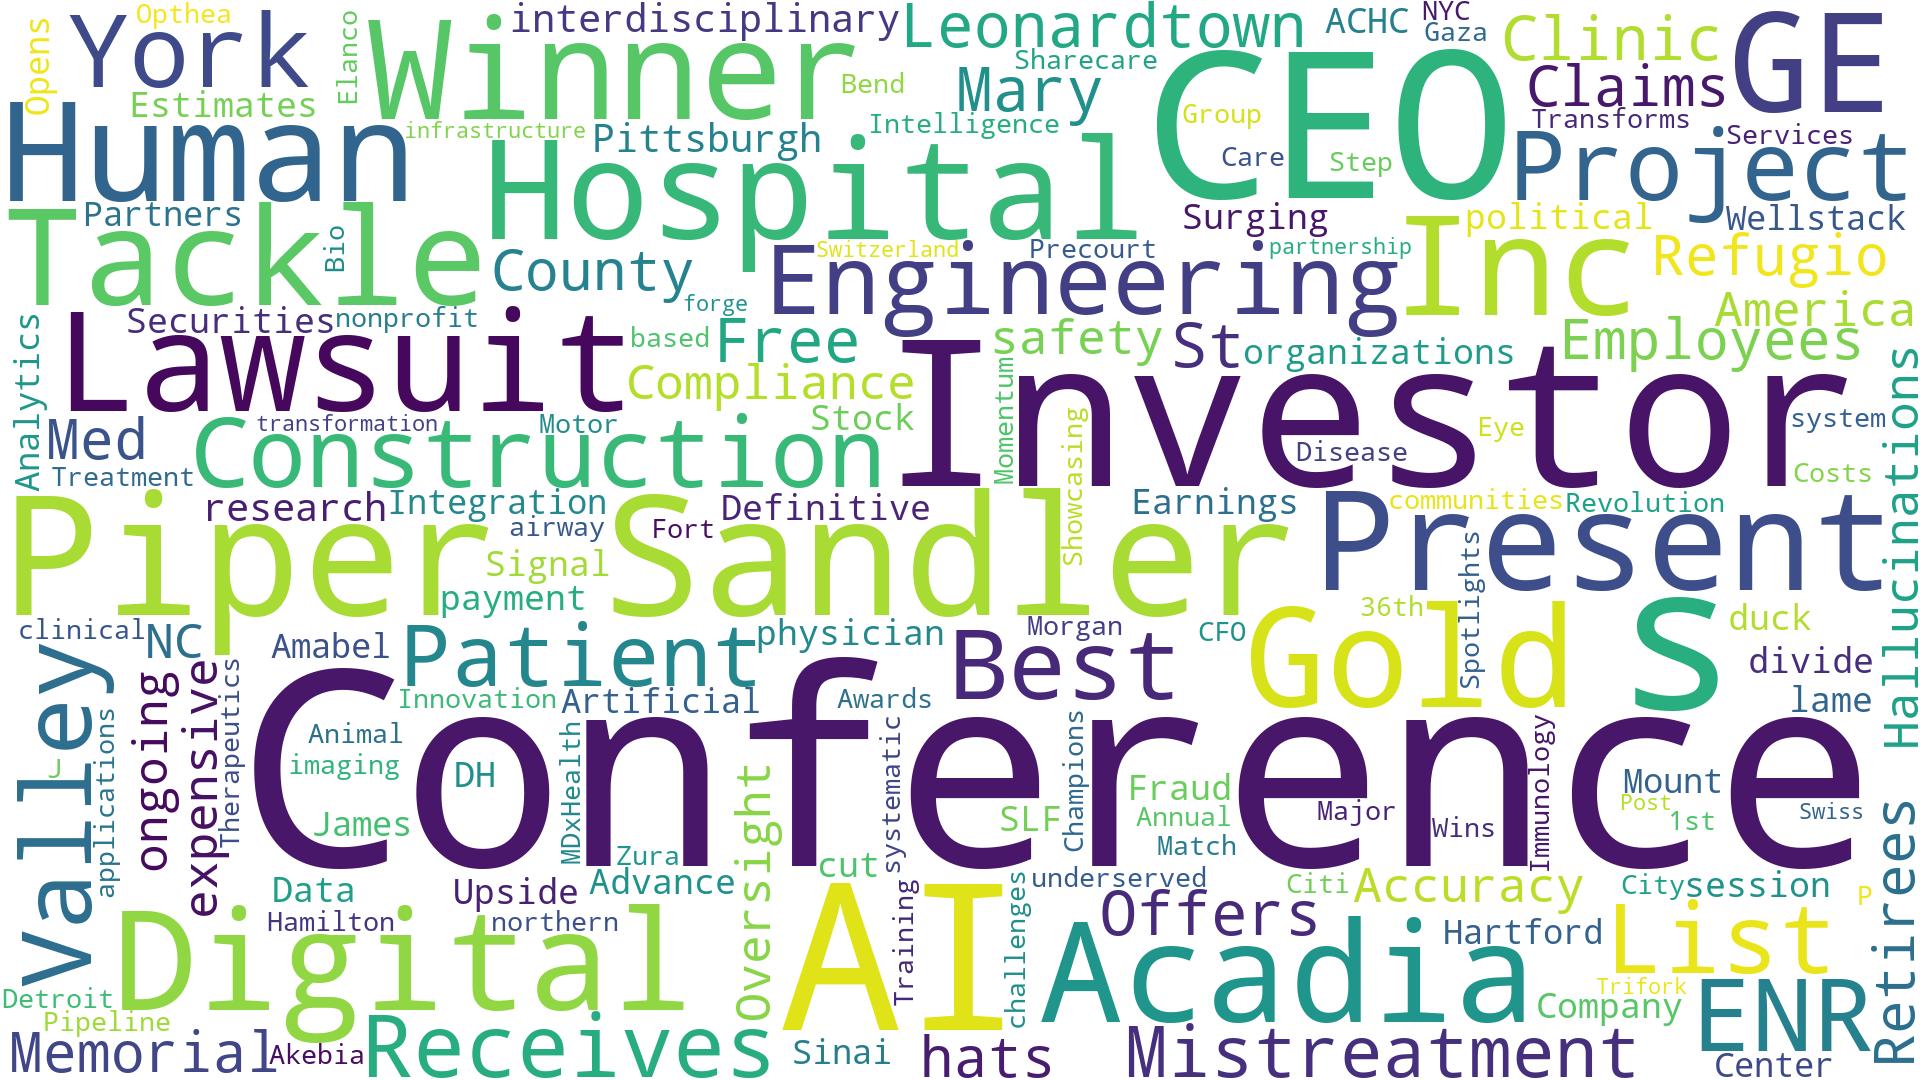 Opens
York
Opthea
Estimates
Elanco
Winner
interdisciplinary
Bend
Leonardtown
Sharecare
Mary
ACHC
NYC
Gaza
Clinic
Claims
GE
Transforms
Services
Human
infrastructure
Pittsburgh
Intelligence
Hospital
CEO
Group
Care
Step
Project
Partners
Tackle
Bio
County
forge
Switzerland
Engineering
Precourt
Surging
partnership
Inc
political
Wellstack
Refugio
America
Securities
nonprofit
Lawsuit
based
Free
safety
St
organizations
Employees
Compliance
Stock
Investor
Momentum
Showcasing
Disease
Eye
system
Costs
Hallucinations
Analytics
Med
Treatment
transformation
Motor
Construction
research
Integration
airway
Fort
Definitive
Earnings
communities
Revolution
Present
Piper
Sandler
Signal
payment
36th
Spotlights
clinical
NC
Amabel
Patient
physician
Best
Morgan
CFO
Gold
S
duck
divide
lame
Valley
J
applications
ongoing
expensive
Therapeutics
Innovation
Artificial
Awards
Animal
imaging
DH
James
MDxHealth
Conference
systematic
Champions
SLF
Fraud
Annual
Match
Major
Wins
Immunology
Mount
Post
1st
Swiss
Zura
Advance
Oversight
cut
Data
Upside
Hamilton
northern
Digital
Training
challenges
underserved
Citi
Accuracy
City
session
P
AI
Offers
Acadia
Hartford
List
Trifork
Company
Retirees
Detroit
Pipeline
Memorial
Akebia
Receives
Sinai
hats
Mistreatment
ENR
Center